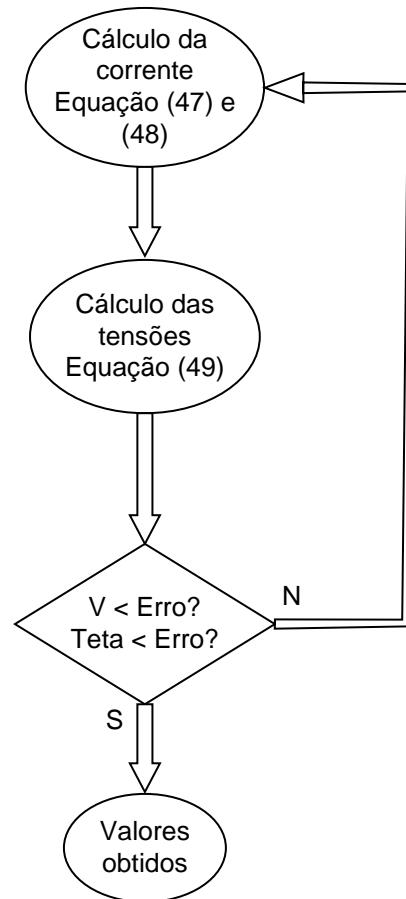 Cálculo da
corrente
Equação (47) e
(48)
Cálculo das
tensões
Equação (49)
V < Erro?
Teta < Erro?
N
S
Valores
obtidos